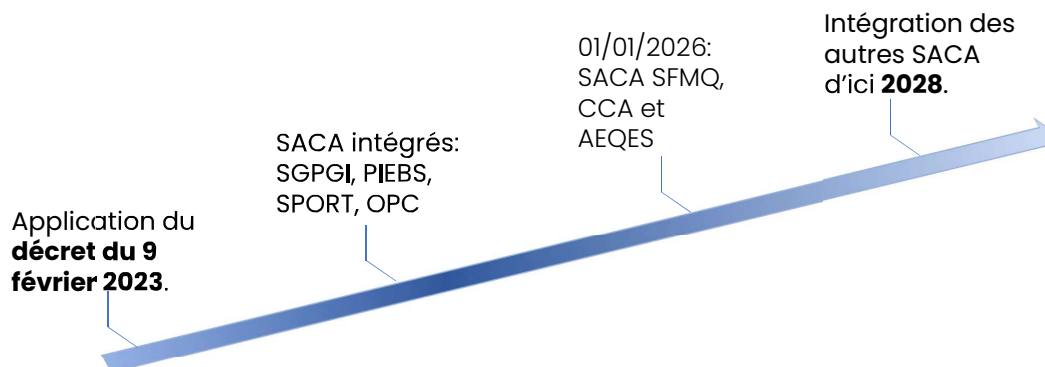 Application du
décret du 9
février 2023.
SACA intégrés:
SGPGI, PIEBS,
SPORT, OPC
01/01/2026:
SACA SFMQ,
CCA et
AEQES
Intégration des
autres SACA
d'ici 2028.